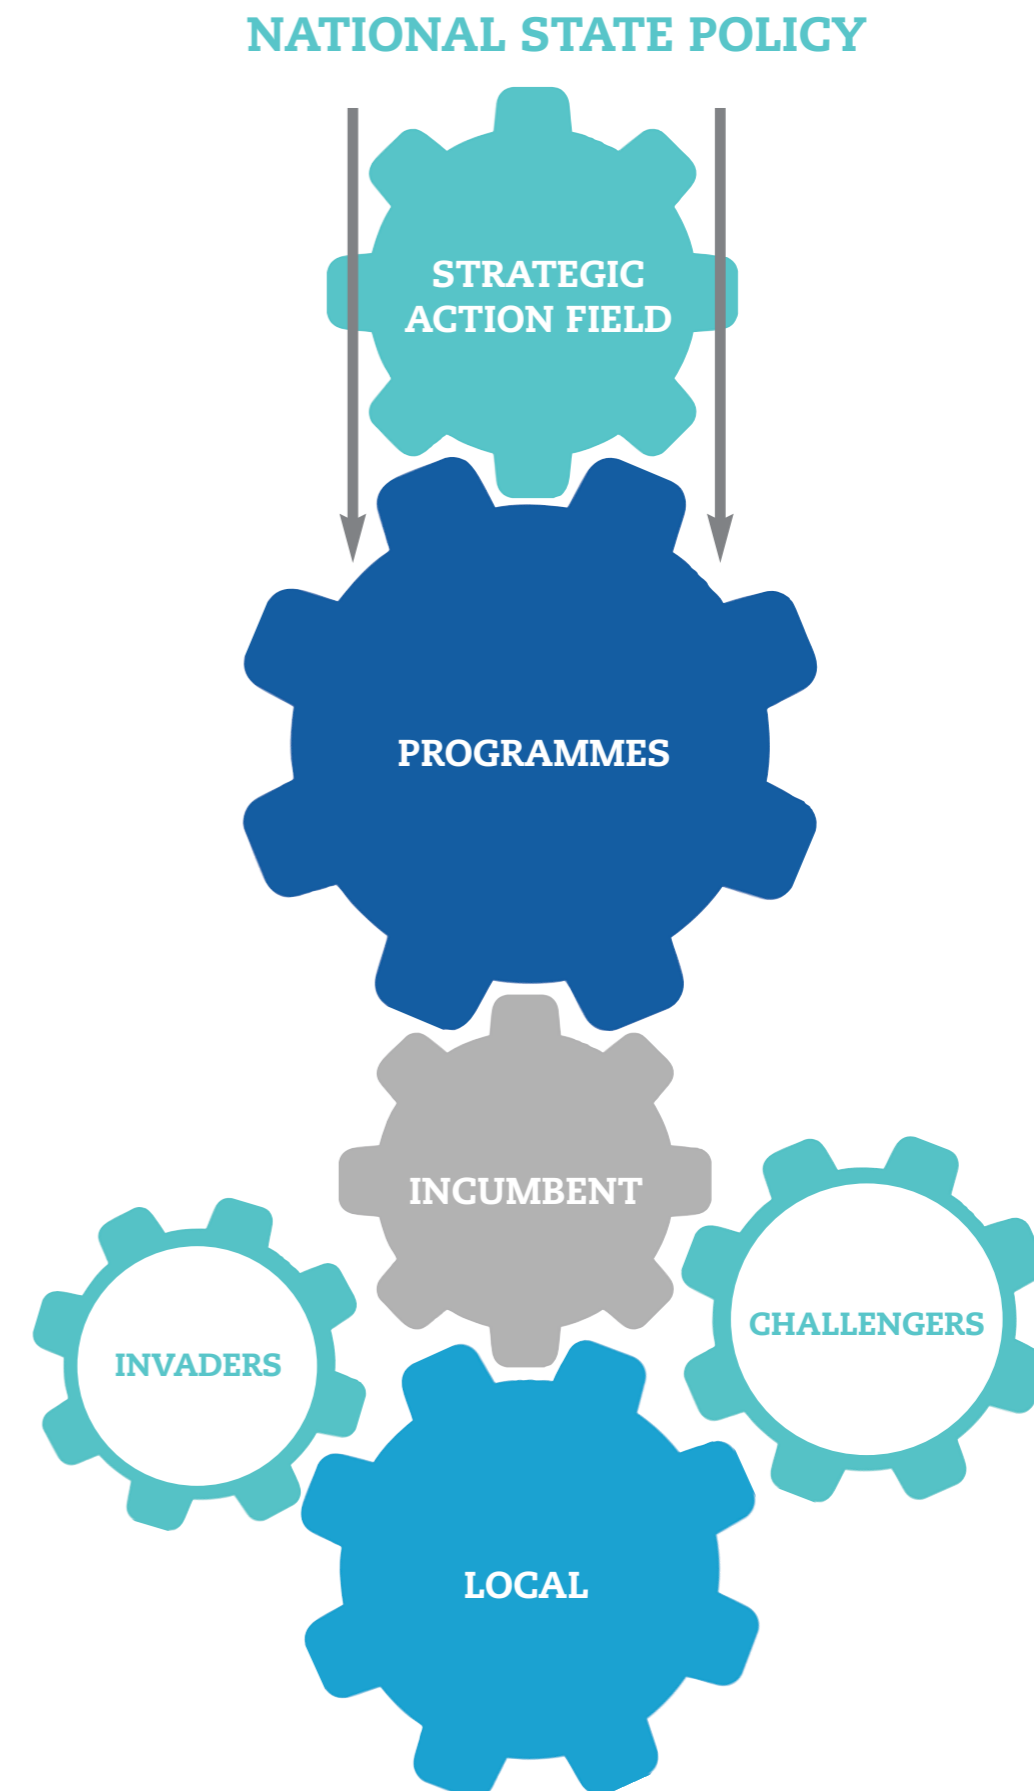 NATIONAL STATE POLICY
STRATEGIC
ACTION FIELD
PROGRAMMES
INCUMBENT
CHALLENGERS
INVADERS
LOCAL